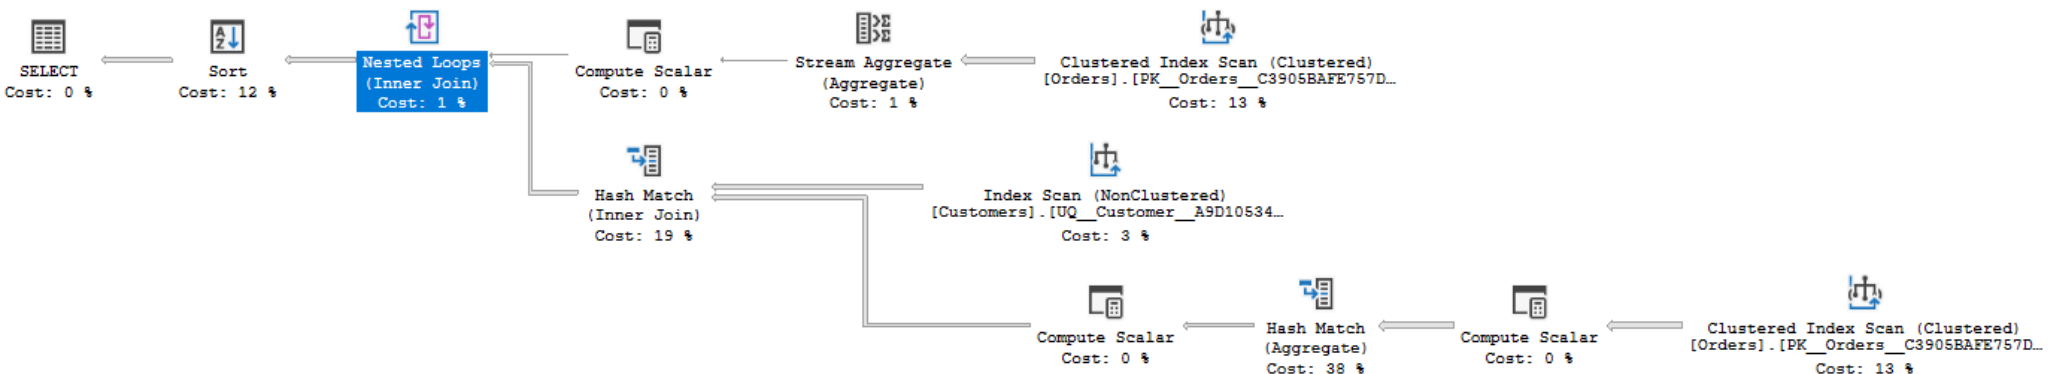 SELECT
Cost: 0 %
Sort
Cost: 12 %
Nested Loops
(Inner Join)
Cost: 1 %
Compute Scalar
Cost: 0 %
Stream Aggregate
(Aggregate)
Cost: 1 %
Clustered Index Scan (Clustered)
[Orders].[PK__Orders__C3905BAFE757D…
Cost: 13 %
Hash Match
(Inner Join)
Cost: 19 %
Index Scan (NonClustered)
[Customers].[UQ__Customer__A9D10534…
Cost: 3 %
Compute Scalar
Cost: 0 %
Hash Match
(Aggregate)
Cost: 38 %
Compute Scalar
Cost: 0 %
Clustered Index Scan (Clustered)
[Orders].[PK__Orders__C3905BAFE757D…
Cost: 13 %